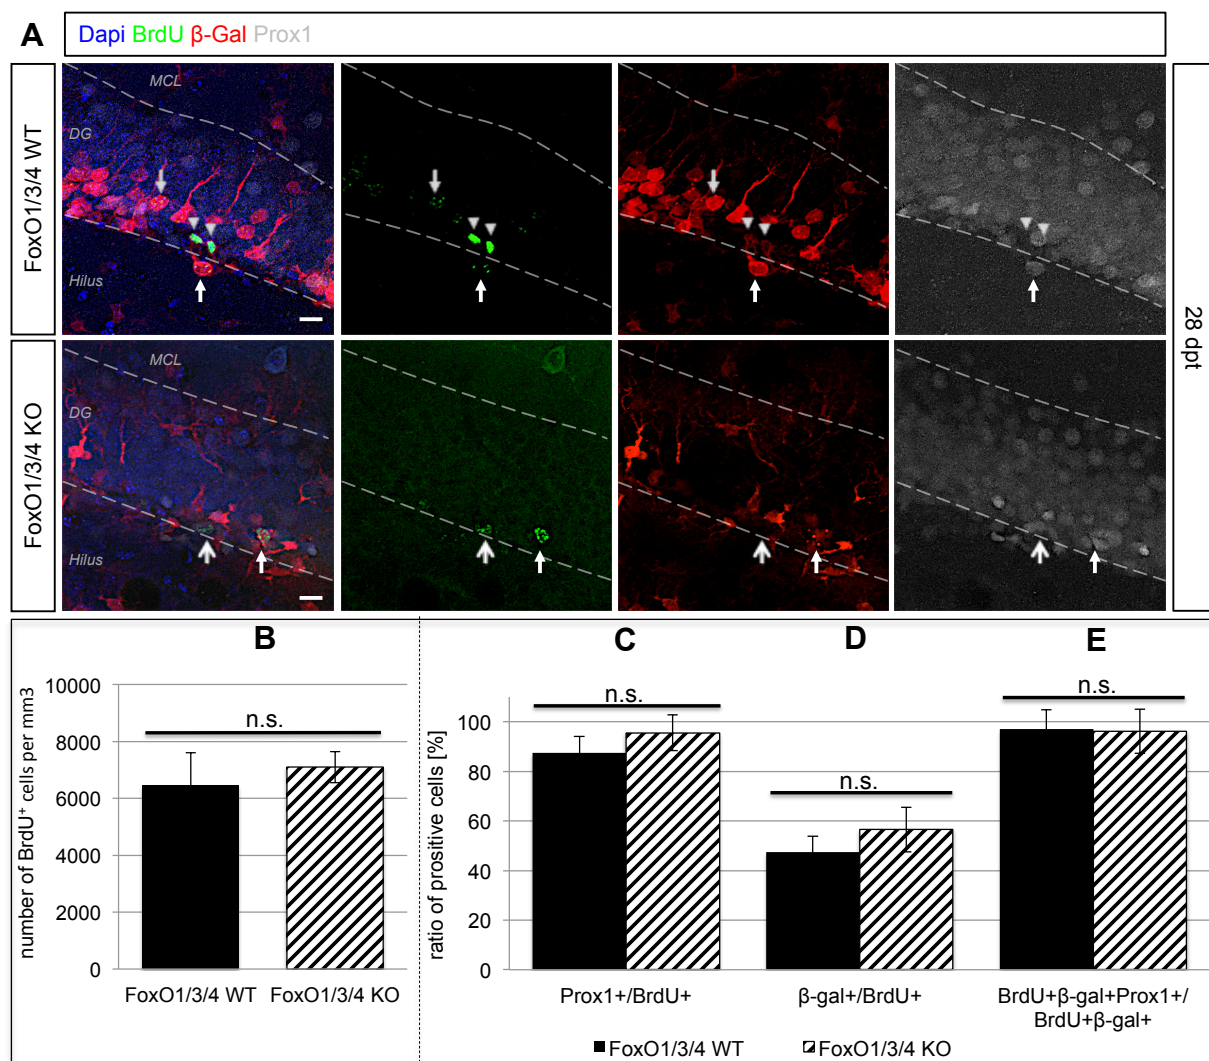 A
Dapi BrdU β-Gal Prox1
FoxO1/3/4 WT
MCL
DG
Hilus
28 dpt
FoxO1/3/4 KO
MCL
DG
Hilus
B
number of BrdU⁺ cells per mm3
10000
8000
6000
4000
2000
0
n.s.
FoxO1/3/4 WT
FoxO1/3/4 KO
C
D
E
ratio of prositive cells [%]
100
80
60
40
20
0
n.s.
n.s.
n.s.
Prox1+/BrdU+
β-gal+/BrdU+
BrdU+β-gal+Prox1+/
BrdU+β-gal+
FoxO1/3/4 WT
FoxO1/3/4 KO